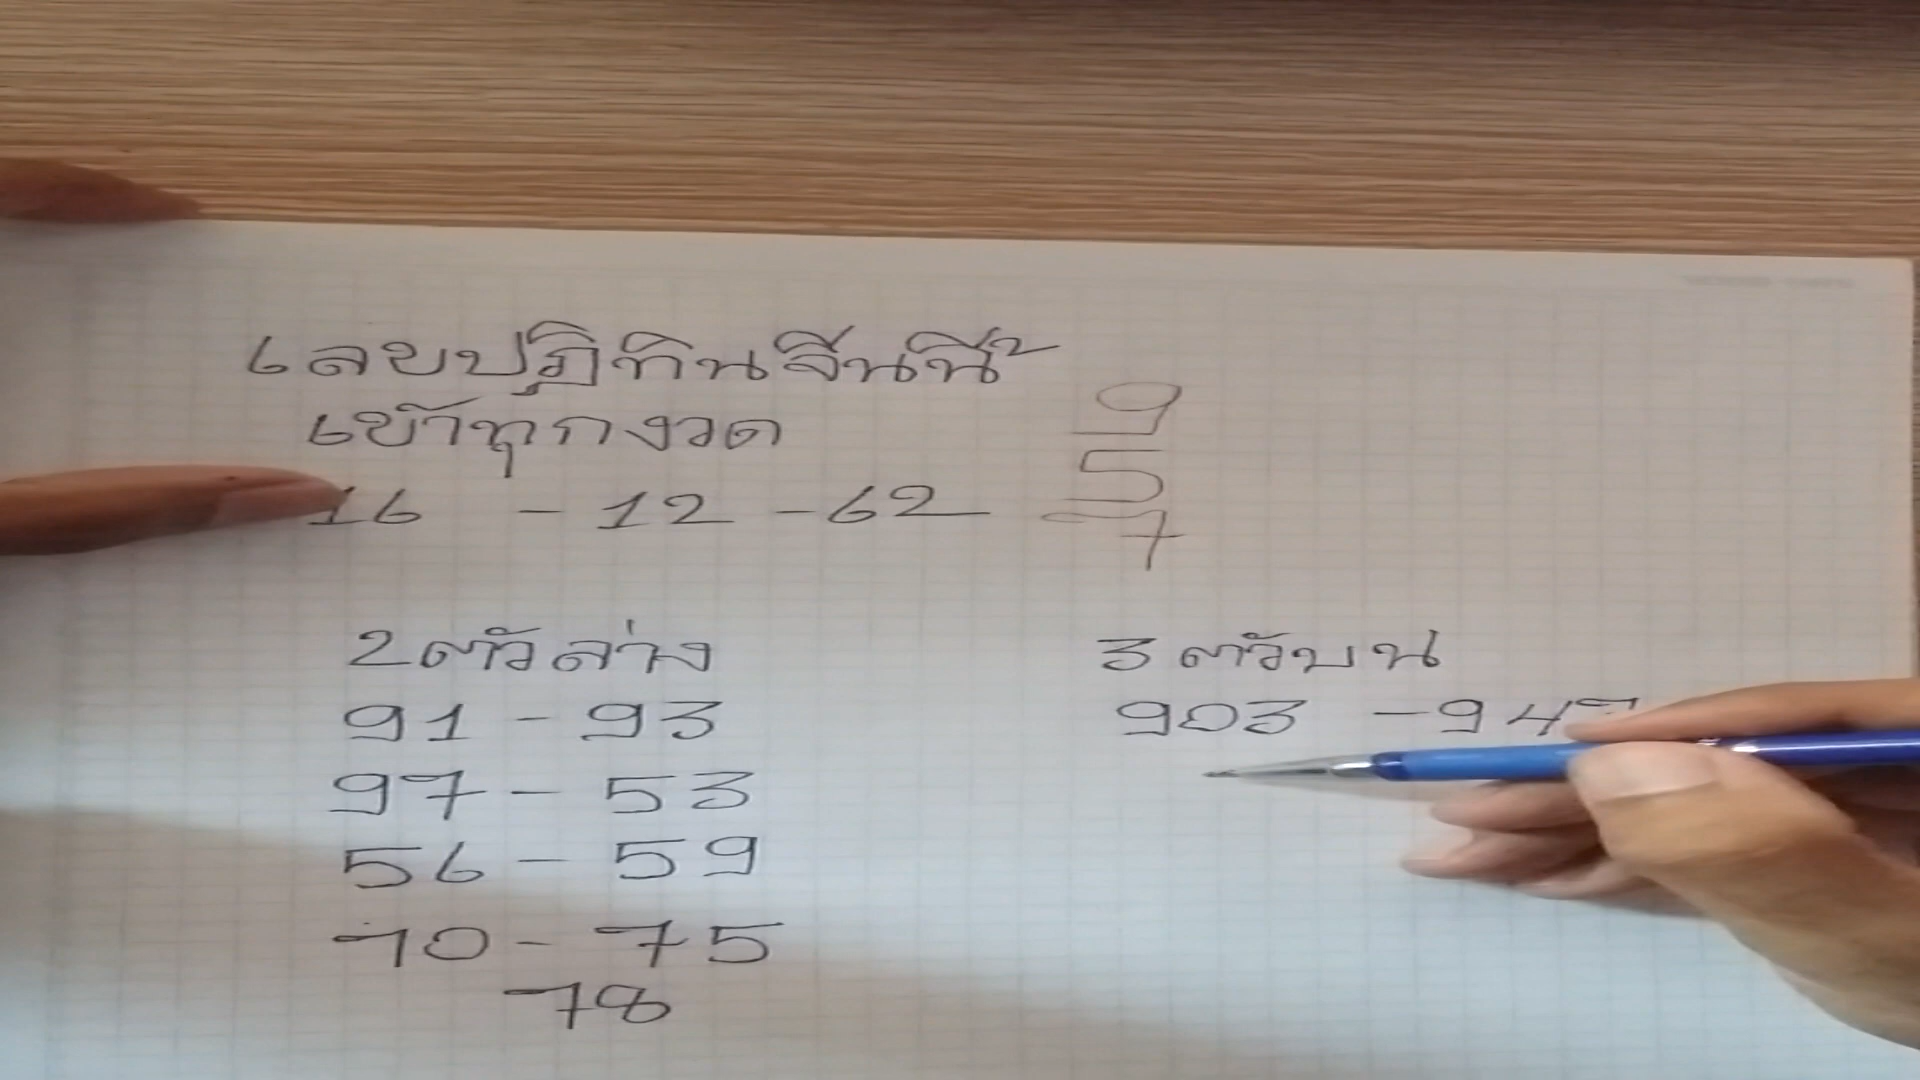 เลขปฏิทินจีนนี้
เข้าทุกงวด
16 - 12 - 62
9
5
7
2 ตัวล่าง
91 - 93
97 - 53
56 - 59
70 - 75
78
3 ตัวบน
903 - 947